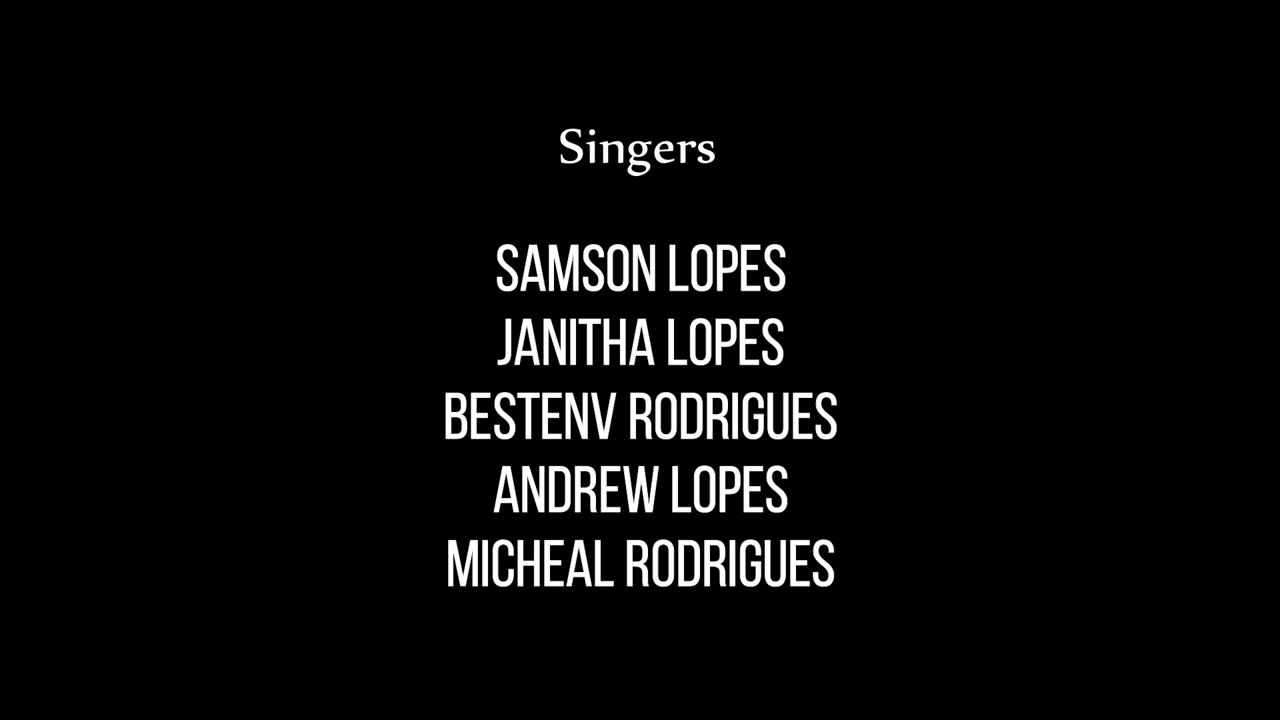 Singers
SAMSON LOPES
JANITHA LOPES
BESTENV RODRIGUES
ANDREW LOPES
MICHEAL RODRIGUES